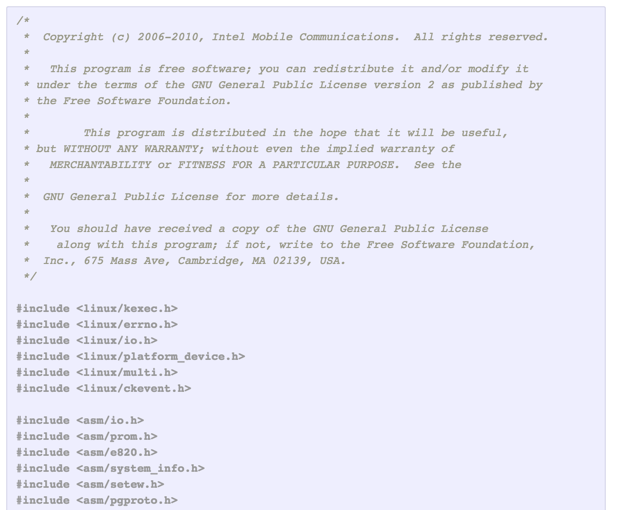 /*
*  Copyright (c) 2006-2010, Intel Mobile Communications.  All rights reserved.
*
*   This program is free software; you can redistribute it and/or modify it
* under the terms of the GNU General Public License version 2 as published by
* the Free Software Foundation.
*
*        This program is distributed in the hope that it will be useful,
* but WITHOUT ANY WARRANTY; without even the implied warranty of
*   MERCHANTABILITY or FITNESS FOR A PARTICULAR PURPOSE.  See the
*
*  GNU General Public License for more details.
*
*   You should have received a copy of the GNU General Public License
*    along with this program; if not, write to the Free Software Foundation,
*  Inc., 675 Mass Ave, Cambridge, MA 02139, USA.
*/

#include <linux/kexec.h>
#include <linux/errno.h>
#include <linux/io.h>
#include <linux/platform_device.h>
#include <linux/multi.h>
#include <linux/ckevent.h>

#include <asm/io.h>
#include <asm/prom.h>
#include <asm/e820.h>
#include <asm/system_info.h>
#include <asm/setew.h>
#include <asm/pgproto.h>